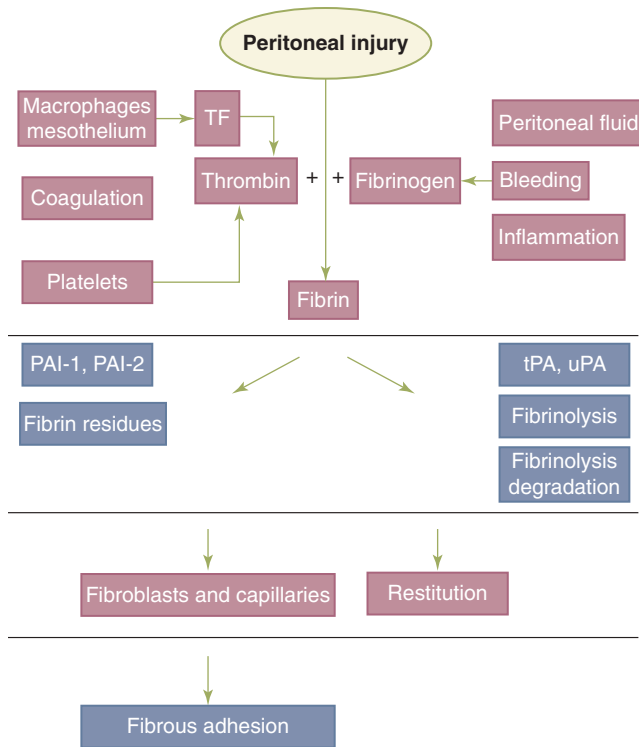 Peritoneal injury
Macrophages
mesothelium
TF
Peritoneal fluid
Coagulation
Thrombin
+ +
Fibrinogen
Bleeding
Inflammation
Platelets
Fibrin
PAI-1, PAI-2
tPA, uPA
Fibrin residues
Fibrinolysis
Fibrinolysis
degradation
Fibroblasts and capillaries
Restitution
Fibrous adhesion